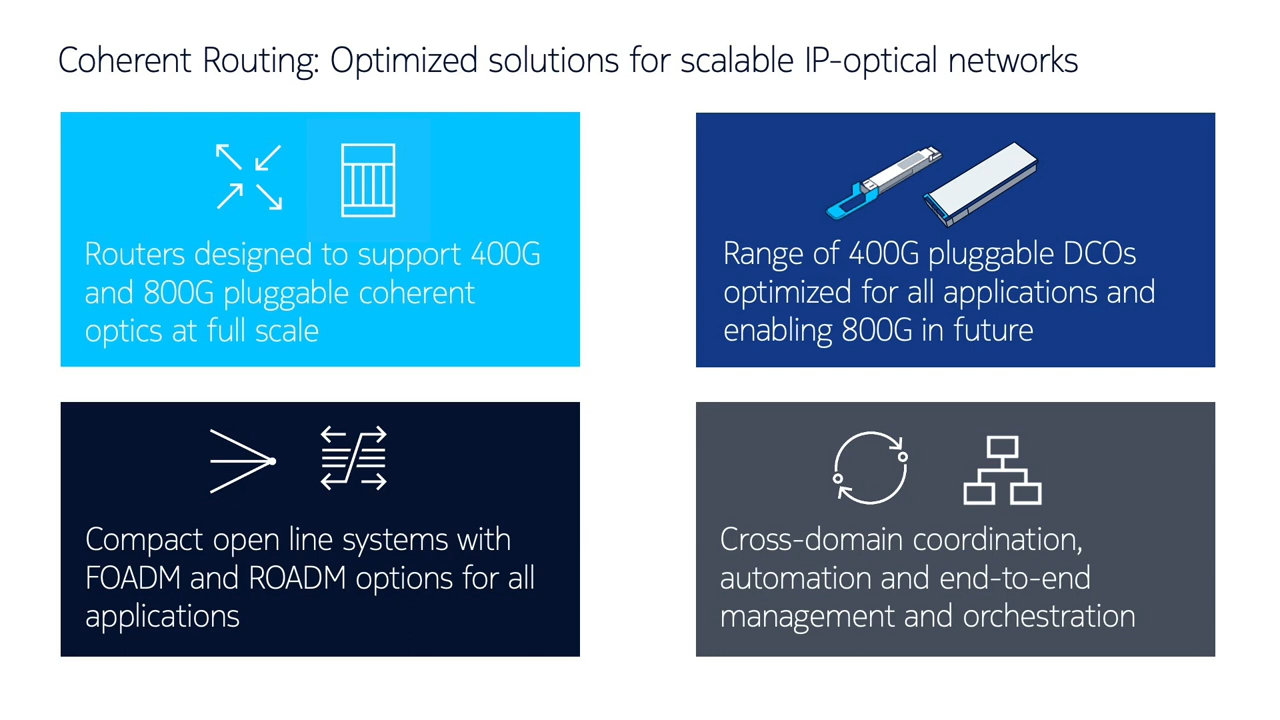 Coherent Routing: Optimized solutions for scalable IP-optical networks
Routers designed to support 400G
and 800G pluggable coherent
optics at full scale
Range of 400G pluggable DCOs
optimized for all applications and
enabling 800G in future
Compact open line systems with
FOADM and ROADM options for all
applications
Cross-domain coordination,
automation and end-to-end
management and orchestration